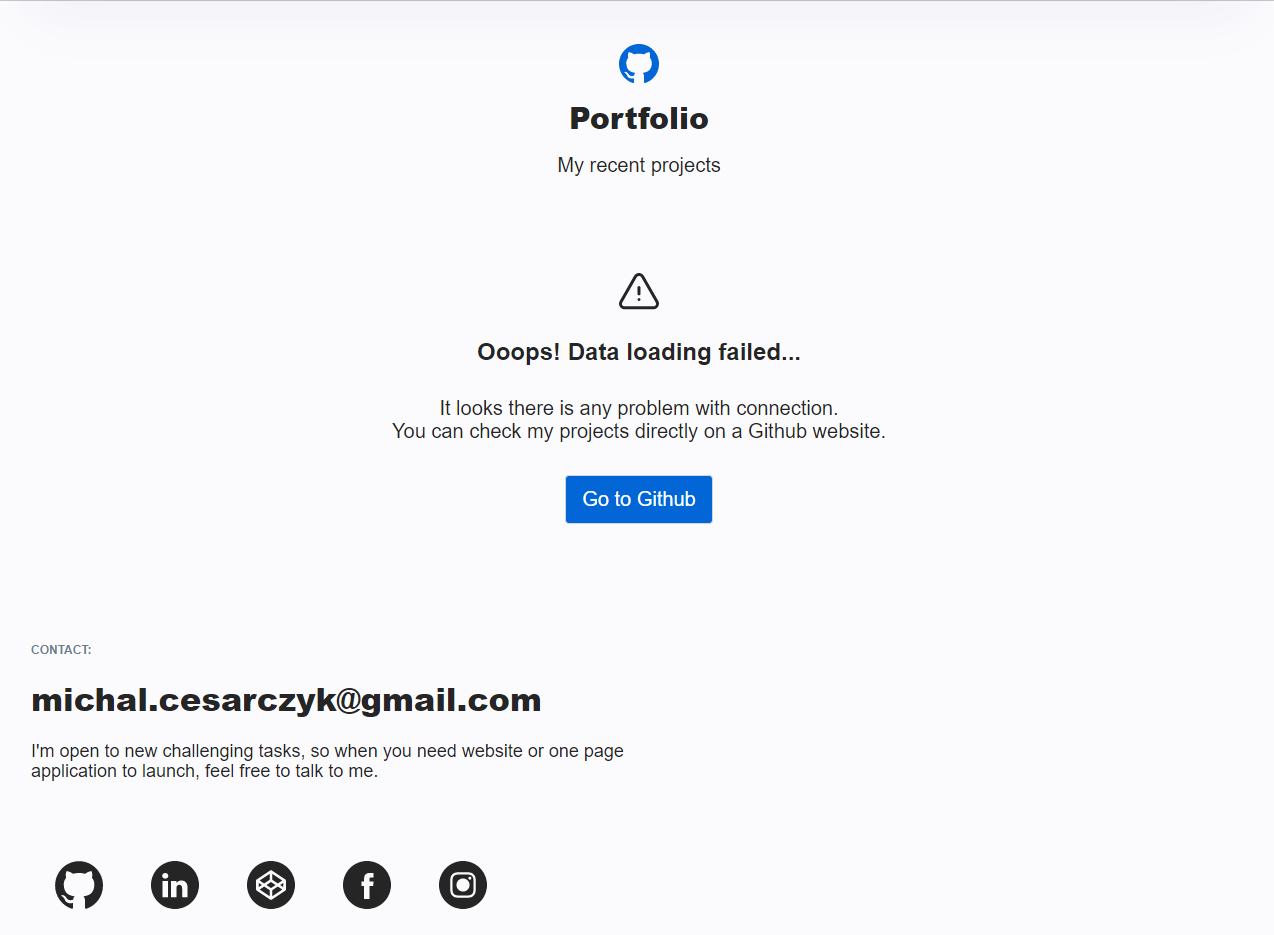 Portfolio
My recent projects
Ooops! Data loading failed...
It looks there is any problem with connection.
You can check my projects directly on a Github website.
Go to Github
CONTACT:
michal.cesarczyk@gmail.com
I'm open to new challenging tasks, so when you need website or one page
application to launch, feel free to talk to me.